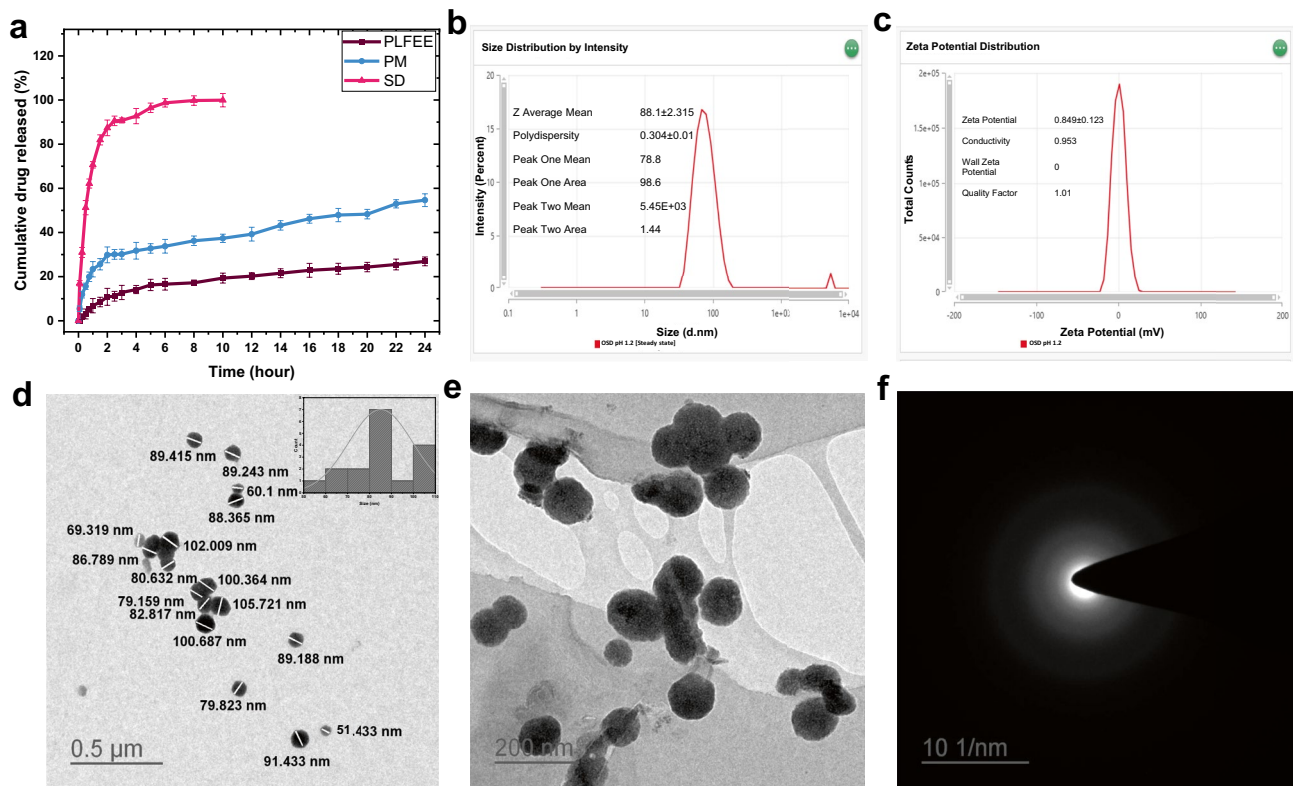 a
Cumulative drug released (%)
120
100
80
60
40
20
0
0
2
4
6
8
10
12
14
16
18
20
22
24
Time (hour)
PLFEE
PM
SD
b
Size Distribution by Intensity
Intensity (Percent)
20
15
10
5
0
Z Average Mean 88.1±2.315
Polydispersity 0.304±0.01
Peak One Mean 78.8
Peak One Area 98.6
Peak Two Mean 5.45E+03
Peak Two Area 1.44
0.1
1
10
100
1e+04
Size (d.nm)
OSD pH 1.2 [Steady state]
c
Zeta Potential Distribution
Total Counts
2e+05
1e+05
1e+05
5e+04
0
Zeta Potential 0.849±0.123
Conductivity 0.953
Wall Zeta Potential 0
Quality Factor 1.01
-200
-100
0
100
200
Zeta Potential (mV)
OSD pH 1.2
d
89.415 nm
89.243 nm
60.1 nm
88.365 nm
69.319 nm
102.009 nm
86.789 nm
80.632 nm
100.364 nm
79.159 nm
105.721 nm
82.817 nm
100.687 nm
89.188 nm
79.823 nm
51.433 nm
91.433 nm
0.5 µm
Count
Size (nm)
e
200 nm
f
10 1/nm